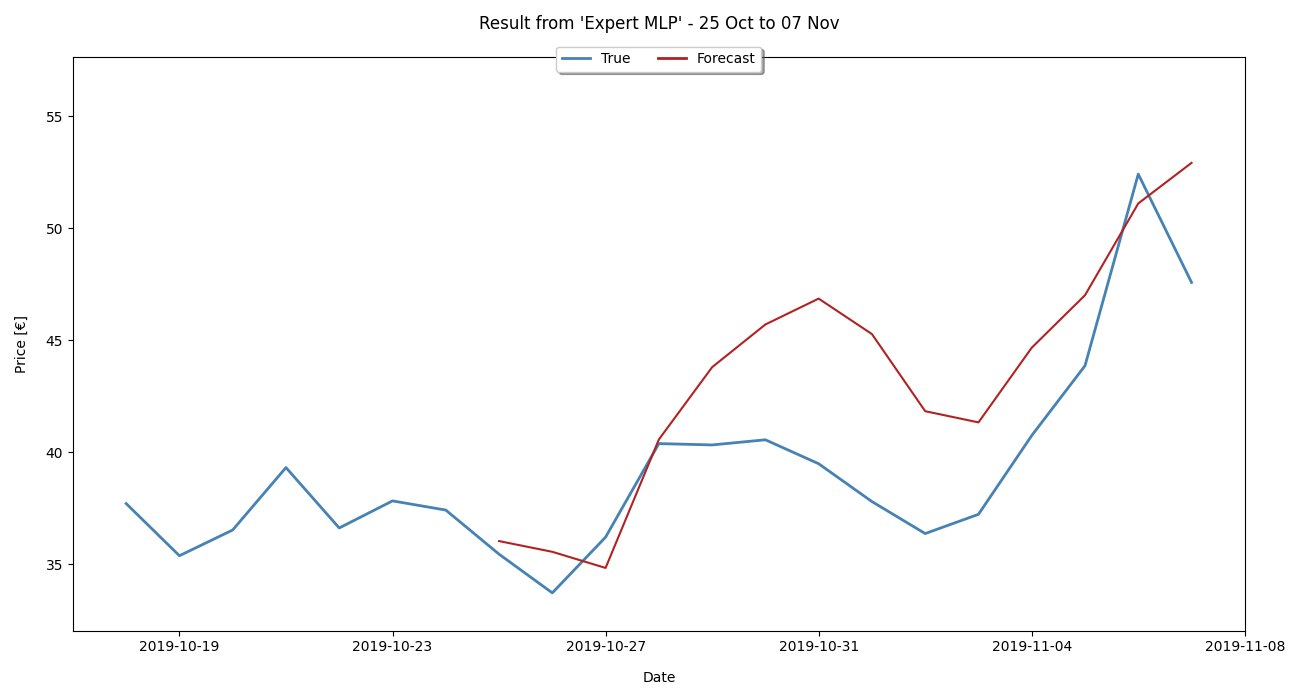 Result from 'Expert MLP' - 25 Oct to 07 Nov
True
Forecast
55
50
45
40
35
Price [€]
2019-10-19
2019-10-23
2019-10-27
2019-10-31
2019-11-04
2019-11-08
Date